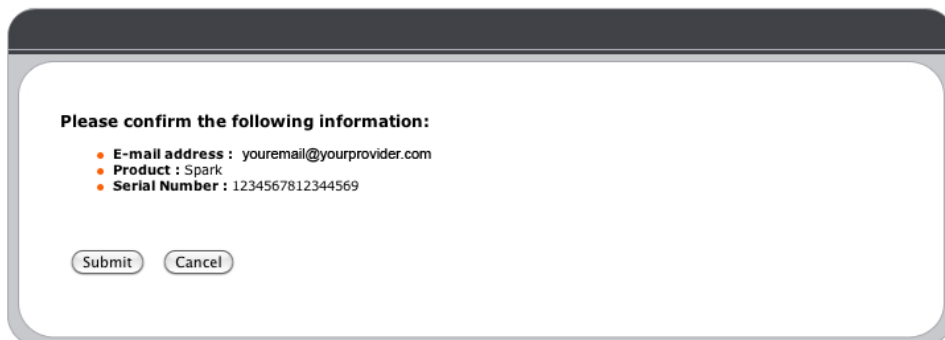 Please confirm the following information:
E-mail address : youremail@yourprovider.com
Product : Spark
Serial Number : 1234567812344569
Submit Cancel